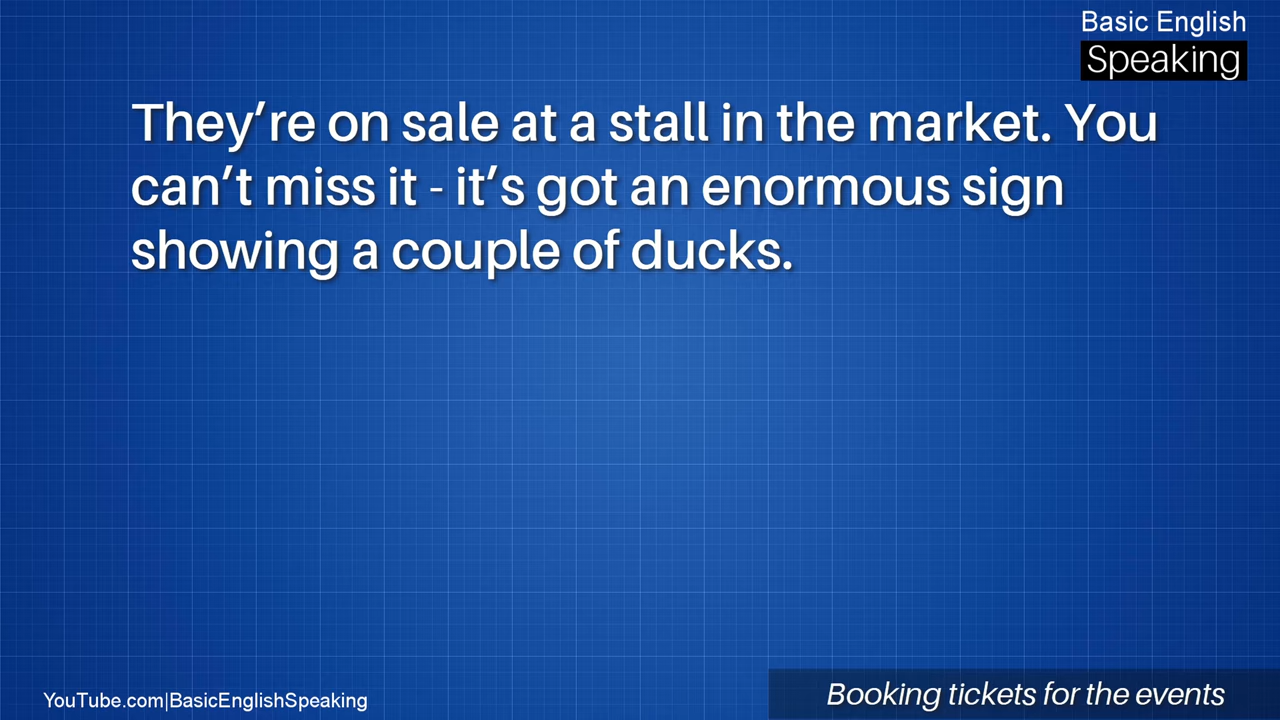 Basic English
Speaking
They’re on sale at a stall in the market. You
can’t miss it - it’s got an enormous sign
showing a couple of ducks.
YouTube.com|BasicEnglishSpeaking
Booking tickets for the events